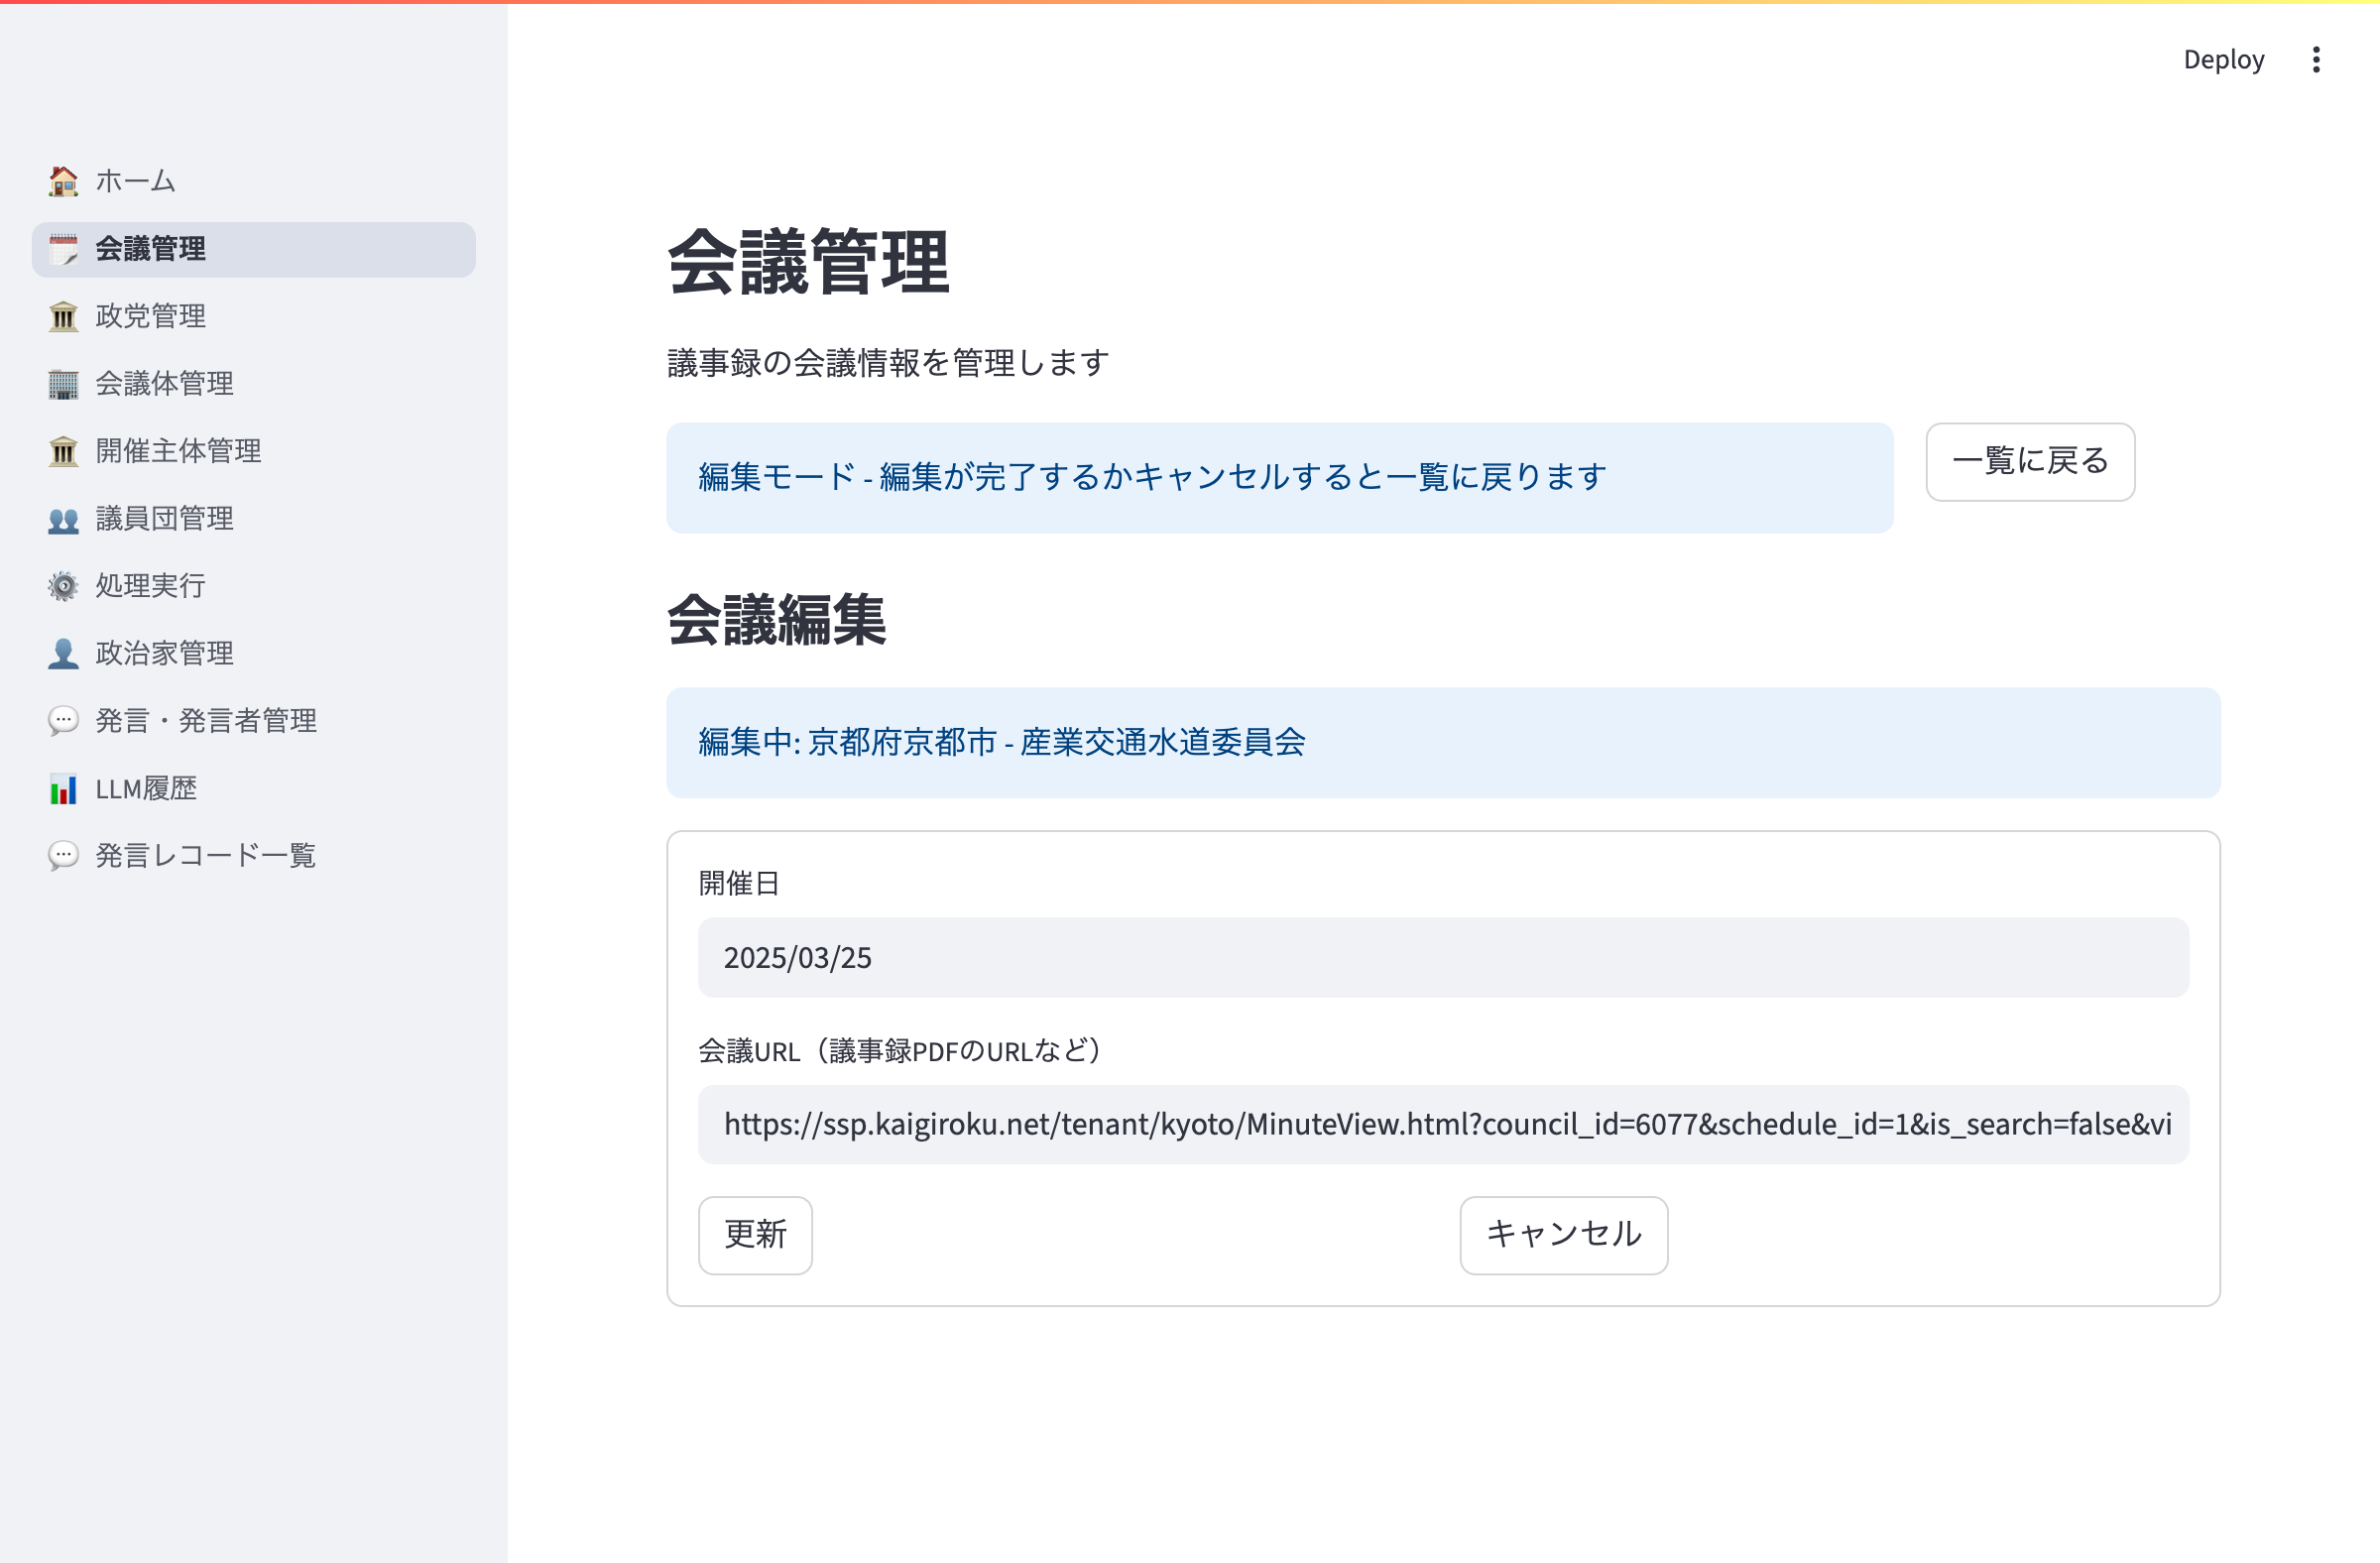 Deploy
ホーム
会議管理
政党管理
会議体管理
開催主体管理
議員団管理
処理実行
政治家管理
発言・発言者管理
LLM履歴
発言レコード一覧
会議管理
議事録の会議情報を管理します
編集モード - 編集が完了するかキャンセルすると一覧に戻ります
一覧に戻る
会議編集
編集中: 京都府京都市 - 産業交通水道委員会
開催日
2025/03/25
会議URL（議事録PDFのURLなど）
https://ssp.kaigiroku.net/tenant/kyoto/MinuteView.html?council_id=6077&schedule_id=1&is_search=false&vi
更新
キャンセル